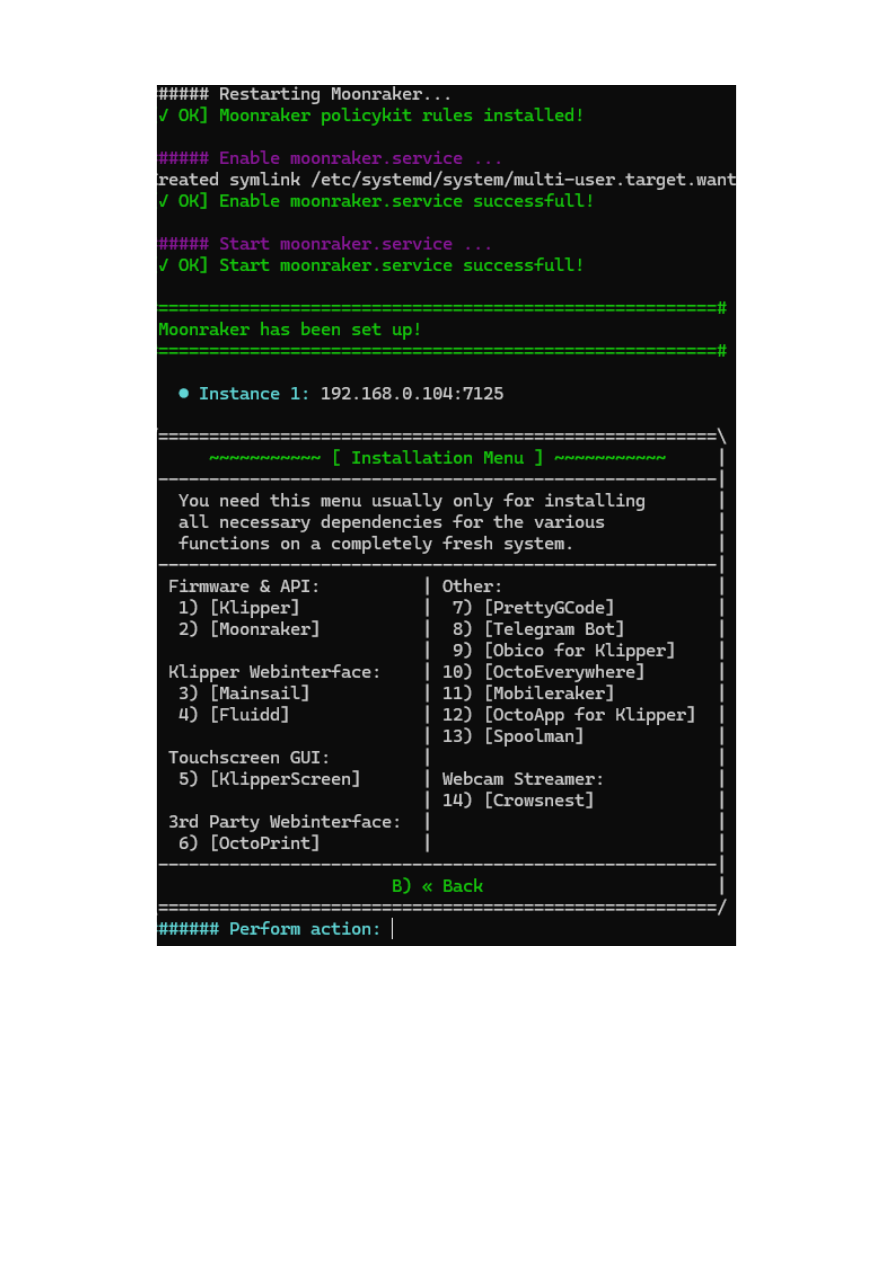 ##### Restarting Moonraker...
✓ OK] Moonraker policykit rules installed!
##### Enable moonraker.service ...
reated symlink /etc/systemd/system/multi-user.target.want
✓ OK] Enable moonraker.service successfull!
##### Start moonraker.service ...
✓ OK] Start moonraker.service successfull!
=======================================================#
Moonraker has been set up!
=======================================================#
● Instance 1: 192.168.0.104:7125
=======================================================\
~~~~~~~~~~~ [ Installation Menu ] ~~~~~~~~~~~ |
-------------------------------------------------------|
You need this menu usually only for installing |
all necessary dependencies for the various |
functions on a completely fresh system. |
-------------------------------------------------------|
Firmware & API: | Other: |
1) [Klipper] | 7) [PrettyGCode] |
2) [Moonraker] | 8) [Telegram Bot] |
| 9) [Obico for Klipper] |
Klipper Webinterface: | 10) [OctoEverywhere] |
3) [Mainsail] | 11) [Mobileraker] |
4) [Fluidd] | 12) [OctoApp for Klipper] |
| 13) [Spoolman] |
Touchscreen GUI: | |
5) [KlipperScreen] | Webcam Streamer: |
| 14) [Crowsnest] |
3rd Party Webinterface: | |
6) [OctoPrint] | |
-------------------------------------------------------|
B) « Back |
=======================================================/
###### Perform action: